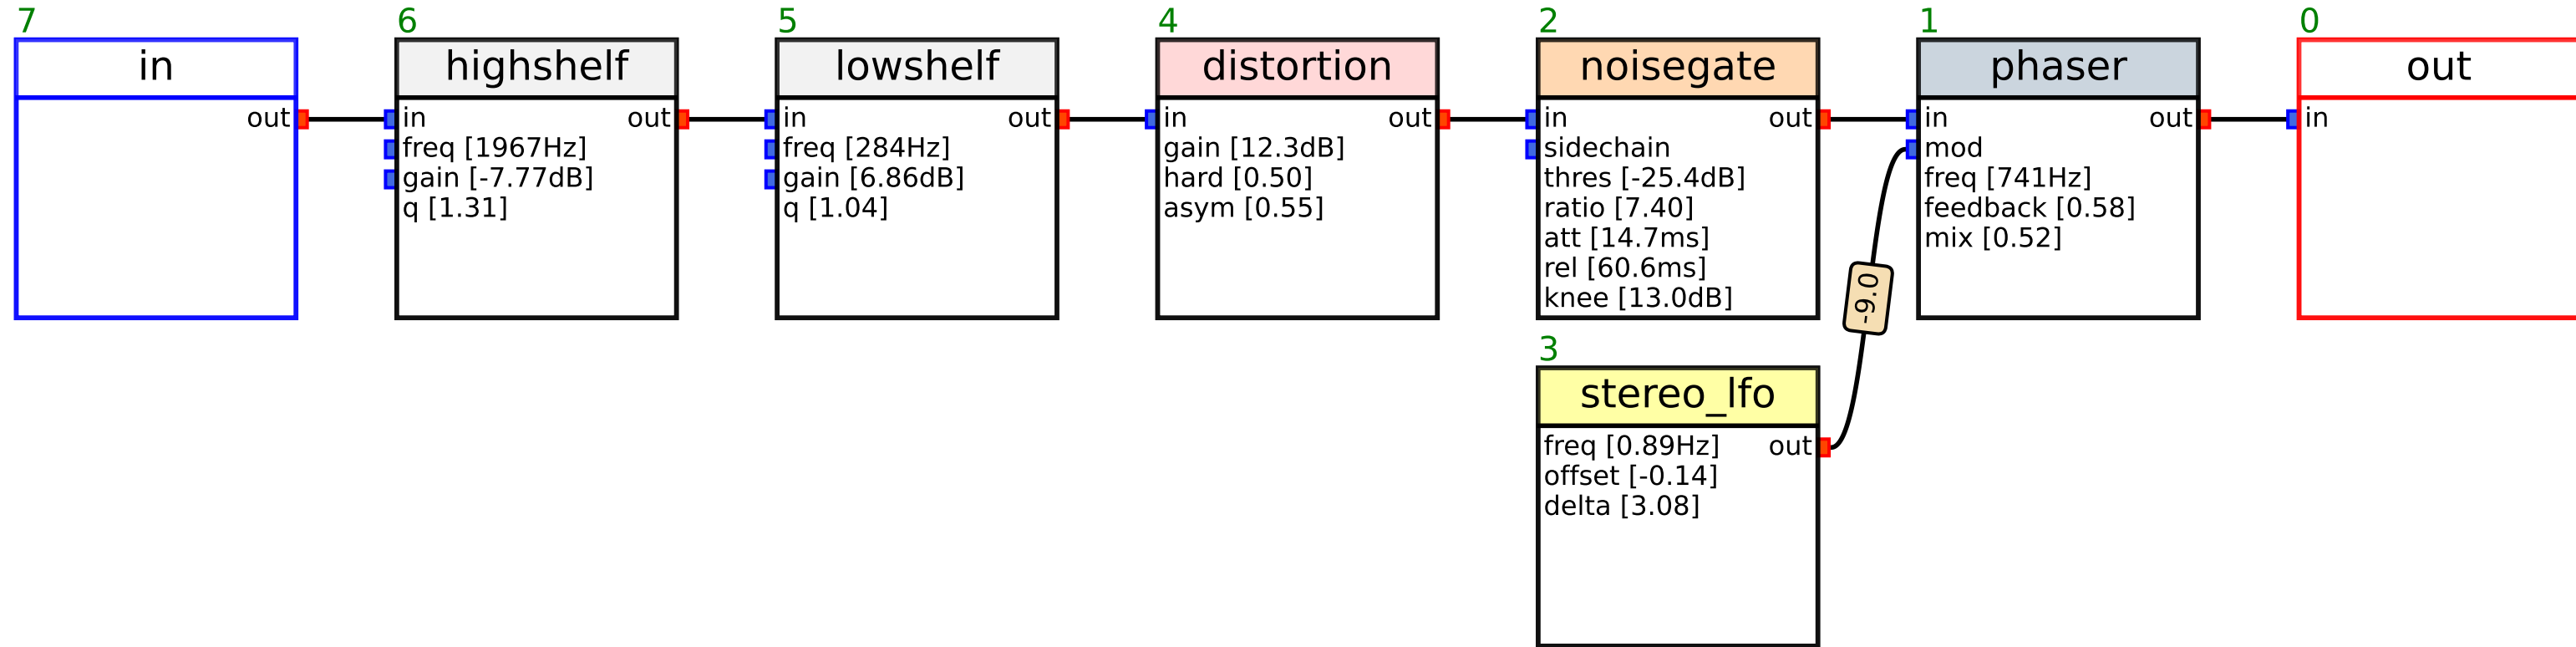 7
in
out
6
highshelf
in
out
freq [1967Hz]
gain [-7.77dB]
q [1.31]
5
lowshelf
in
out
freq [284Hz]
gain [6.86dB]
q [1.04]
4
distortion
in
out
gain [12.3dB]
hard [0.50]
asym [0.55]
2
noisegate
in
out
sidechain
thres [-25.4dB]
ratio [7.40]
att [14.7ms]
rel [60.6ms]
knee [13.0dB]
3
stereo_lfo
freq [0.89Hz]
out
offset [-0.14]
delta [3.08]
-9.0
1
phaser
in
out
mod
freq [741Hz]
feedback [0.58]
mix [0.52]
0
out
in